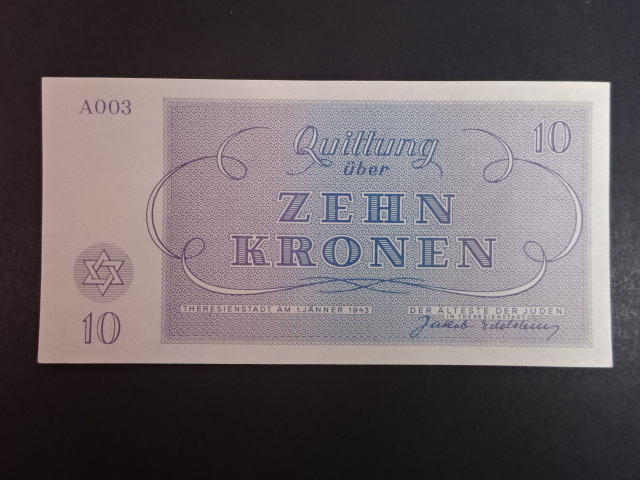 A003
10
Quittung
über
ZEHN
KRONEN
THERESIENSTADT, AM 1. JÄNNER 1943
DER ÄLTESTE DER JUDEN
IN THERESIENSTADT
Jakob Edelstein
10